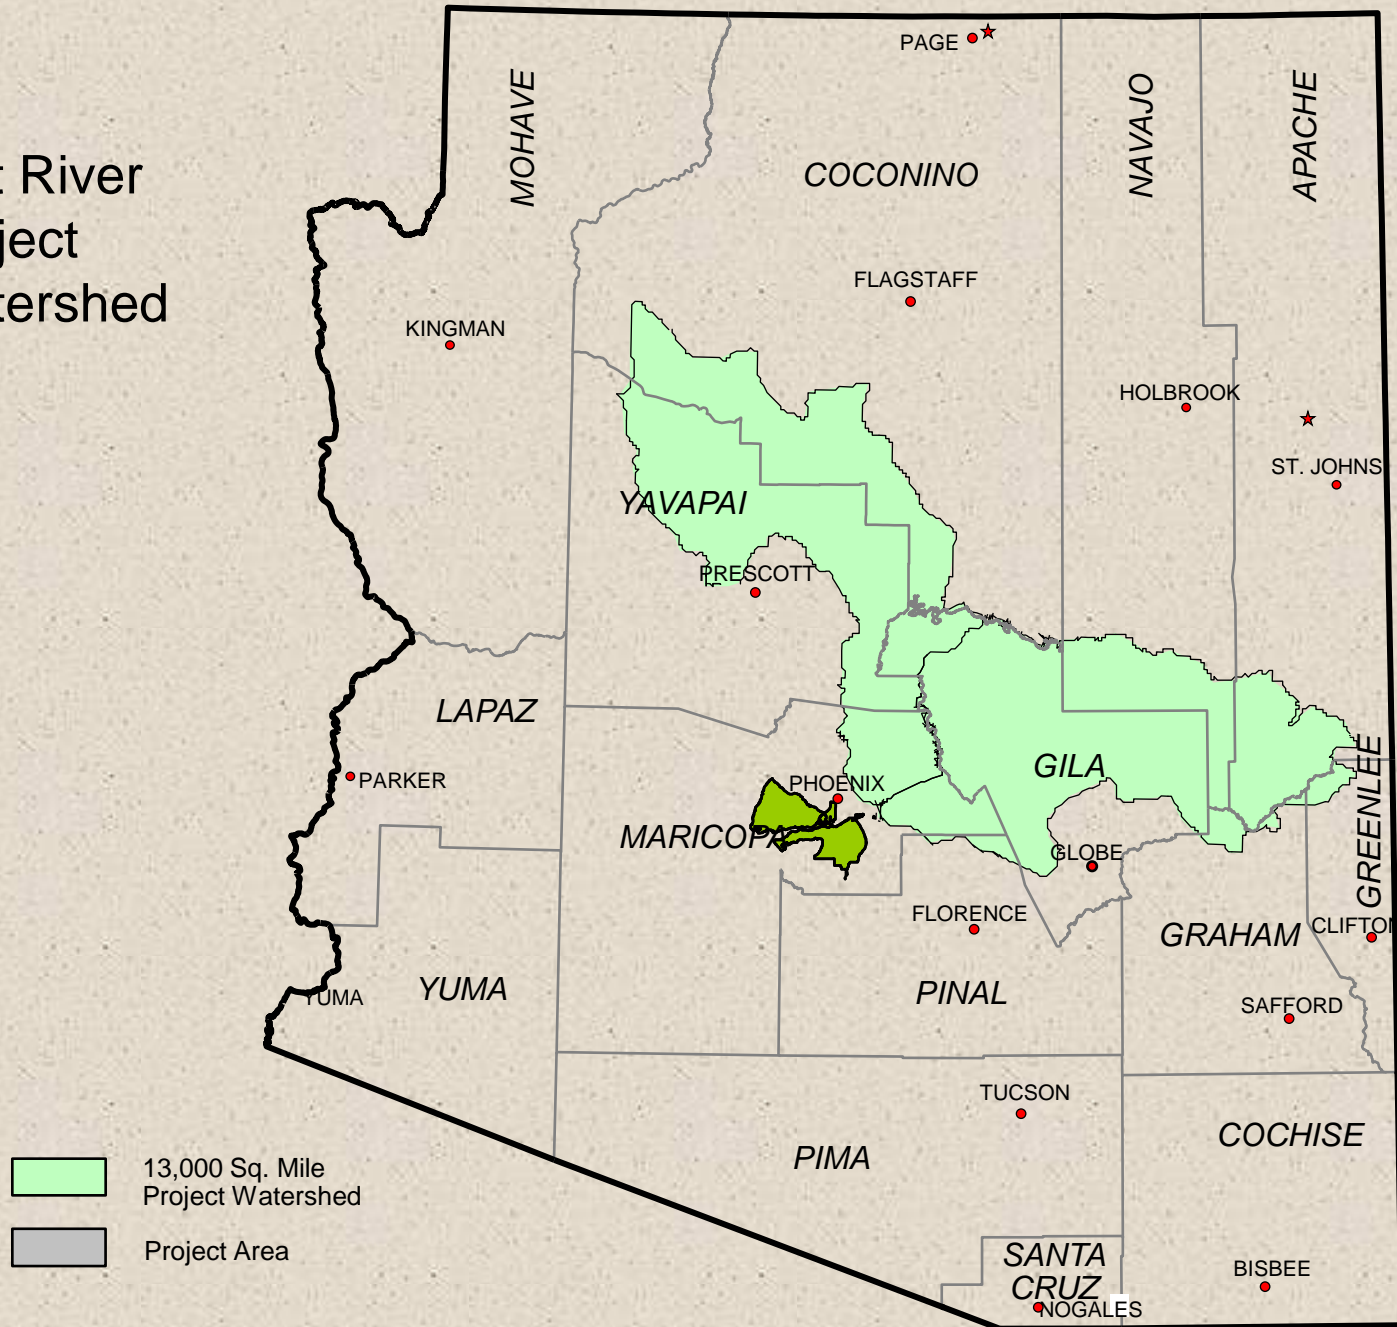 River
ject
tershed
PAGE
MOHAVE
NAVAJO
APACHE
COCONINO
FLAGSTAFF
KINGMAN
HOLBROOK
ST. JOHNS
YAVAPAI
PRESCOTT
LAPAZ
GILA
GREENLEE
PARKER
PHOENIX
MARICOPA
GLOBE
FLORENCE
GRAHAM
CLIFTON
YUMA
YUMA
PINAL
SAFFORD
TUCSON
COCHISE
PIMA
13,000 Sq. Mile
Project Watershed
Project Area
SANTA
CRUZ
BISBEE
NOGALES